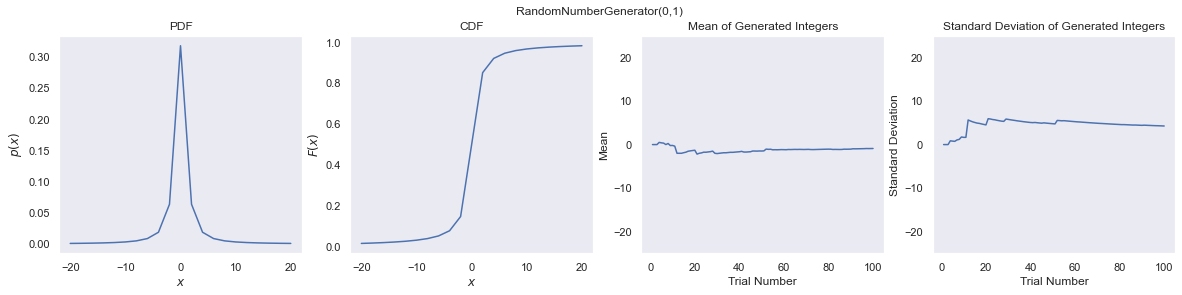 RandomNumberGenerator(0,1)
PDF
p(x)
0.30
0.25
0.20
0.15
0.10
0.05
0.00
−20 −10 0 10 20
x
CDF
F(x)
1.0
0.8
0.6
0.4
0.2
0.0
−20 −10 0 10 20
x
Mean of Generated Integers
Mean
20
10
0
−10
−20
0 20 40 60 80 100
Trial Number
Standard Deviation of Generated Integers
Standard Deviation
20
10
0
−10
−20
0 20 40 60 80 100
Trial Number